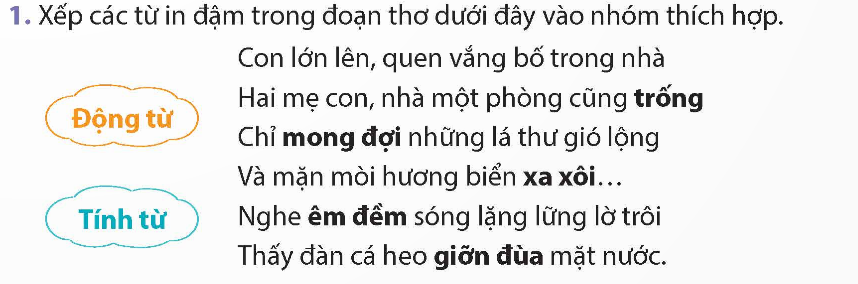 1. Xếp các từ in đậm trong đoạn thơ dưới đây vào nhóm thích hợp.
Động từ
Tính từ
Con lớn lên, quen vắng bố trong nhà
Hai mẹ con, nhà một phòng cũng trống
Chỉ mong đợi những lá thư gió lộng
Và mặn mòi hương biển xa xôi...
Nghe êm đềm sóng lặng lững lờ trôi
Thấy đàn cá heo giỡn đùa mặt nước.